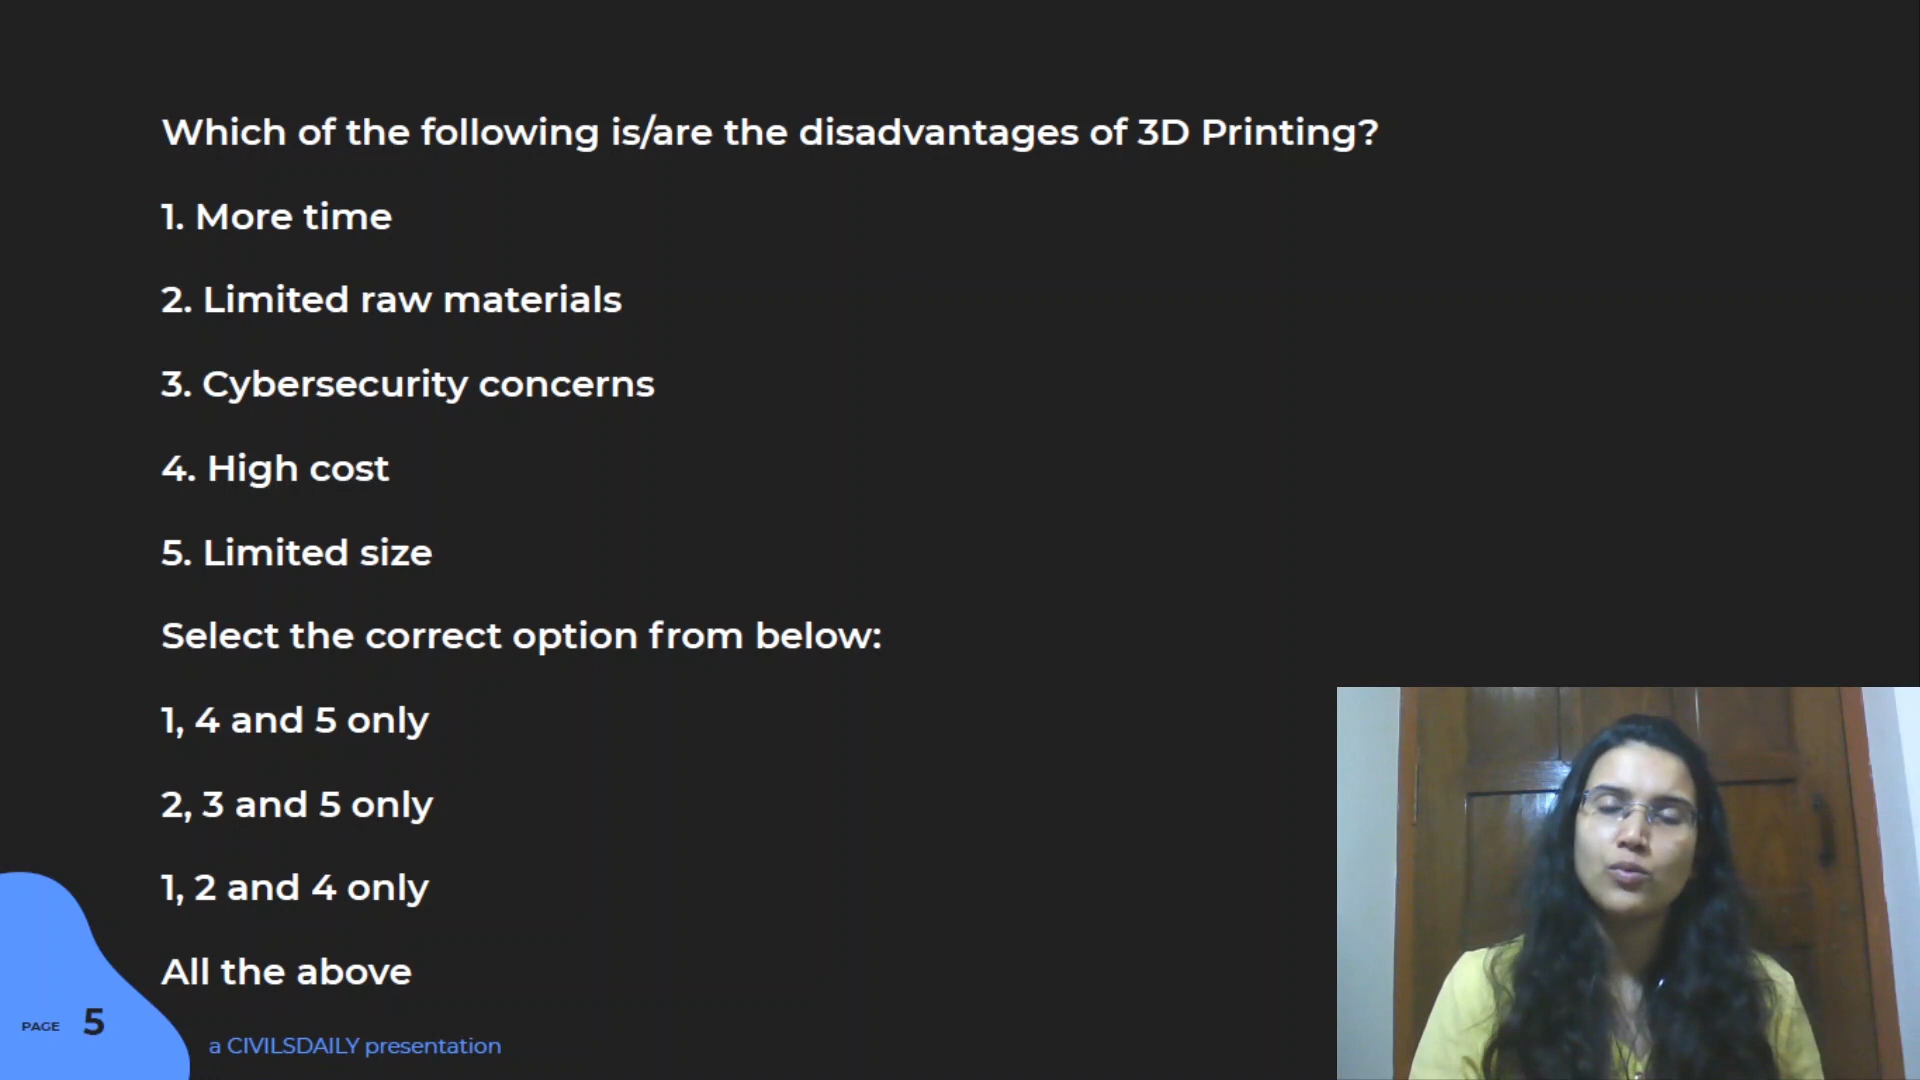 Which of the following is/are the disadvantages of 3D Printing?
1. More time
2. Limited raw materials
3. Cybersecurity concerns
4. High cost
5. Limited size
Select the correct option from below:
1, 4 and 5 only
2, 3 and 5 only
1, 2 and 4 only
All the above
PAGE 5
a CIVILSDAILY presentation